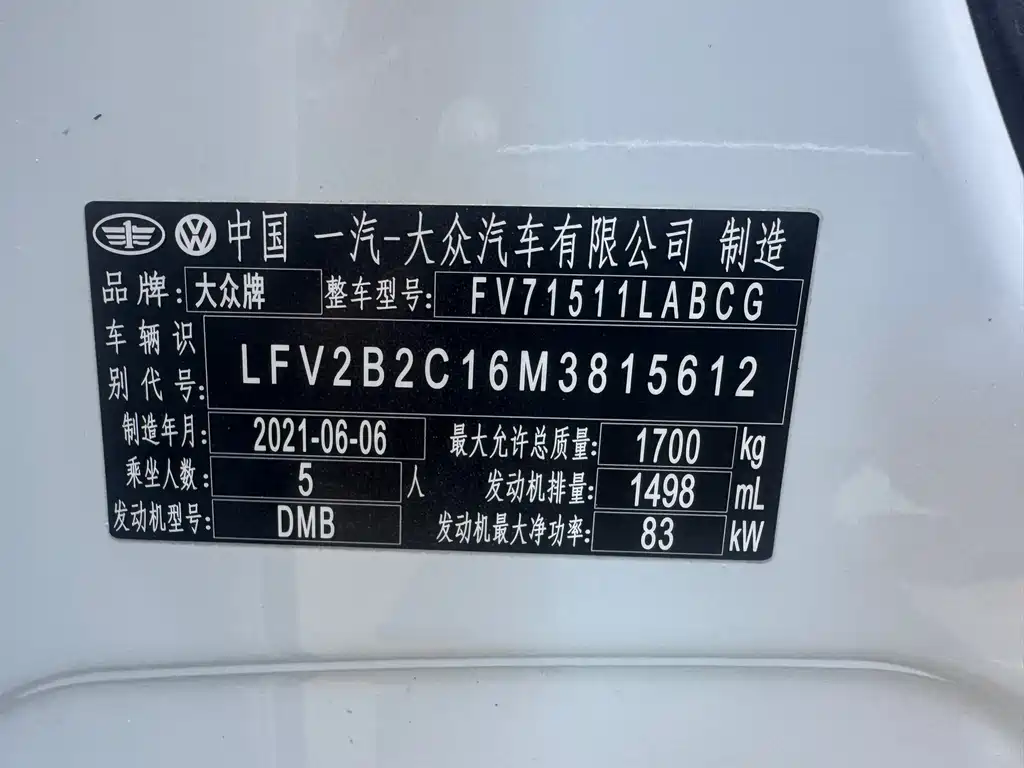 中国 一汽-大众汽车有限公司 制造
品牌: 大众牌 整车型号: FV71511LABCG
车辆识别代号: LFV2B2C16M3815612
制造年月: 2021-06-06 最大允许总质量: 1700 kg
乘坐人数: 5 人 发动机排量: 1498 mL
发动机型号: DMB 发动机最大净功率: 83 kW